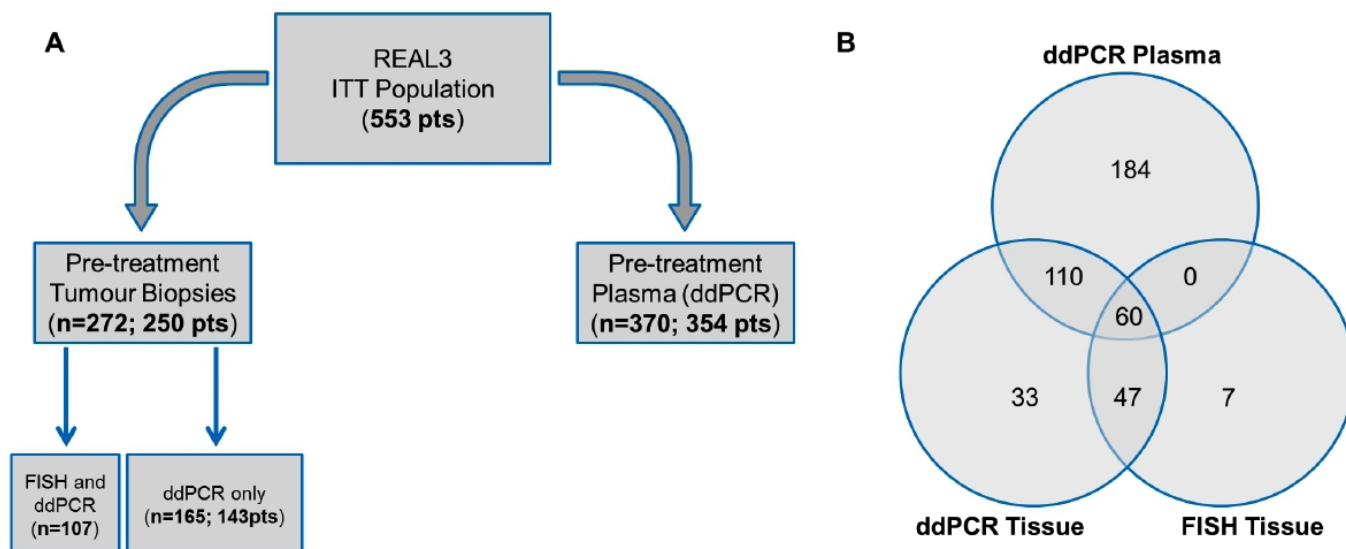 A
REAL3
ITT Population
(553 pts)
Pre-treatment
Tumour Biopsies
(n=272; 250 pts)
Pre-treatment
Plasma (ddPCR)
(n=370; 354 pts)
FISH and
ddPCR
(n=107)
ddPCR only
(n=165; 143pts)
B
ddPCR Plasma
184
110
0
60
33
47
7
ddPCR Tissue
FISH Tissue